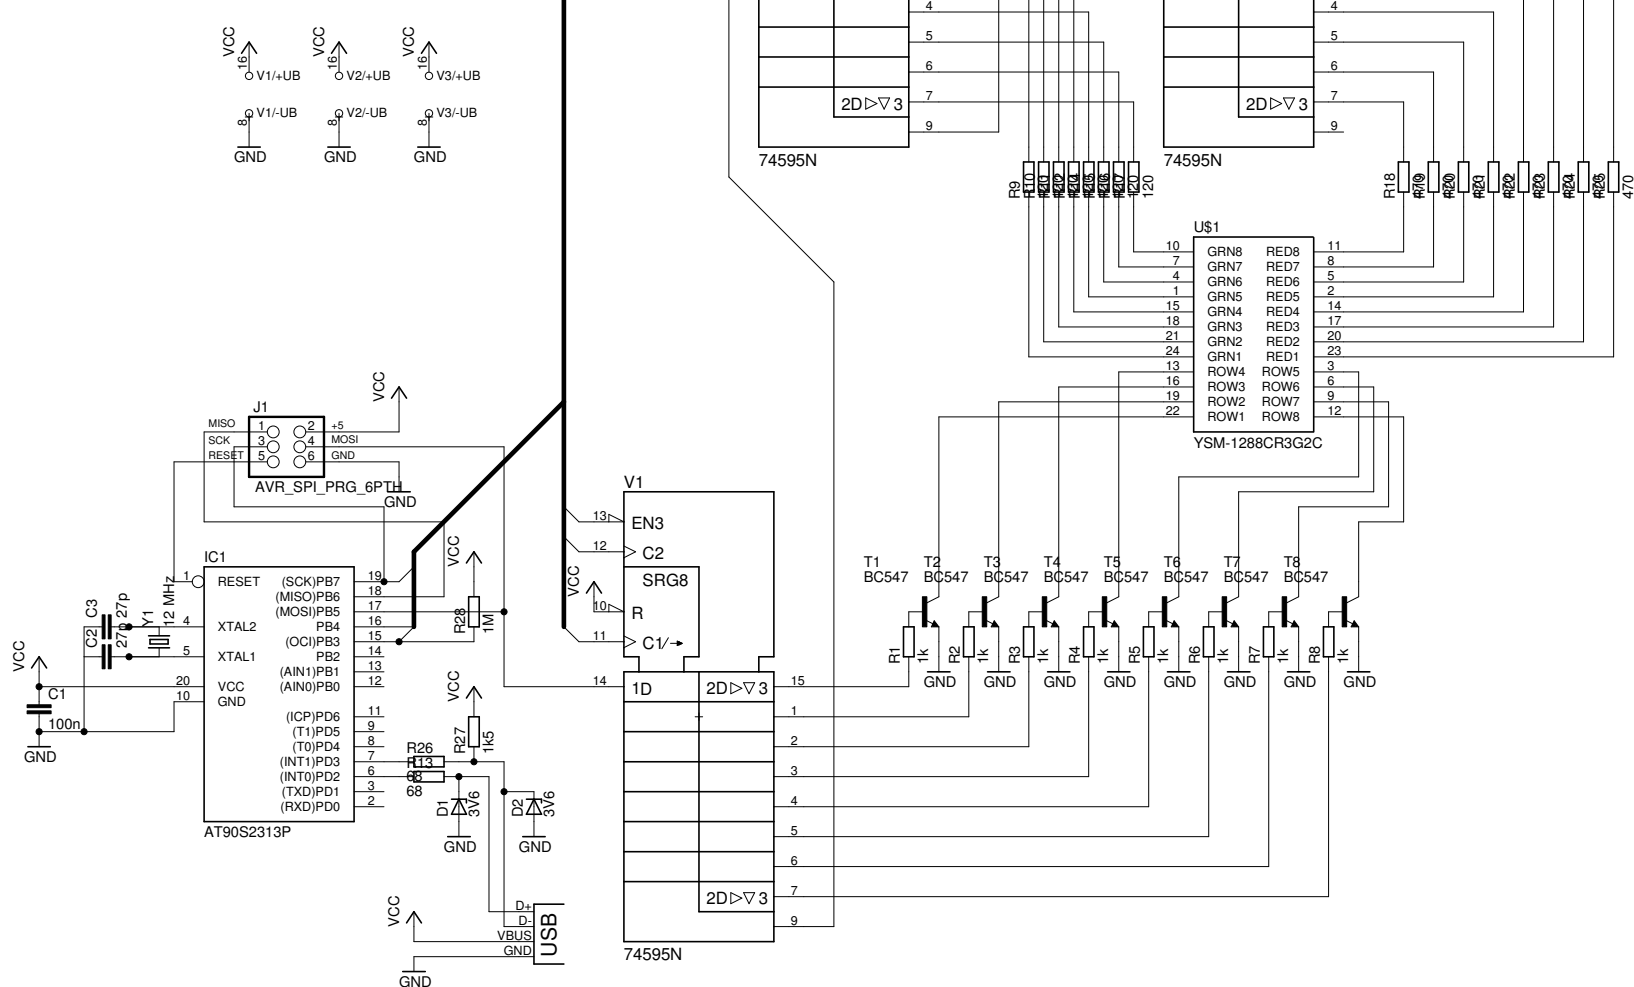 VCC VCC VCC
16 16 16
V1/+UB V2/+UB V3/+UB
V1/-UB V2/-UB V3/-UB
8 8 8
GND GND GND
4
5
6
2D 3 7
9
74595N
4
5
6
2D 3 7
9
74595N
R9 R10 120
R18 470
U$1
10 GRN8 RED8 11
7 GRN7 RED7 8
4 GRN6 RED6 5
1 GRN5 RED5 2
15 GRN4 RED4 14
18 GRN3 RED3 17
21 GRN2 RED2 20
24 GRN1 RED1 23
13 ROW4 ROW5 3
16 ROW3 ROW6 6
19 ROW2 ROW7 9
22 ROW1 ROW8 12
YSM-1288CR3G2C
VCC
J1
MISO 1 2 +5
SCK 3 4 MOSI
RESET 5 6 GND
AVR_SPI_PRG_6PTH
GND
IC1
1 RESET (SCK)PB7 19
(MISO)PB6 18
(MOSI)PB5 17
4 XTAL2 PB4 16
(OCI)PB3 15
5 XTAL1 PB2 14
(AIN1)PB1 13
20 VCC (AIN0)PB0 12
10 GND
(ICP)PD6 11
(T1)PD5 9
(T0)PD4 8
(INT1)PD3 7
(INT0)PD2 6
(TXD)PD1 3
(RXD)PD0 2
AT90S2313P
C3 27p
C2 27p
Y1 12 MHz
VCC
C1
100n
GND
VCC
R28 1M
VCC
R27 1k5
R26
R13
68
68
D1 3V6
D2 3V6
GND GND
VCC
D+
D-
VBUS
GND
USB
GND
V1
13 EN3
12 C2
VCC
SRG8
10 R
11 C1/
14 1D 2D 3 15
1
2
3
4
5
6
2D 3 7
9
74595N
T1 T2 T3 T4 T5 T6 T7 T8
BC547 BC547 BC547 BC547 BC547 BC547 BC547 BC547
R1 1k R2 1k R3 1k R4 1k R5 1k R6 1k R7 1k R8 1k
GND GND GND GND GND GND GND GND